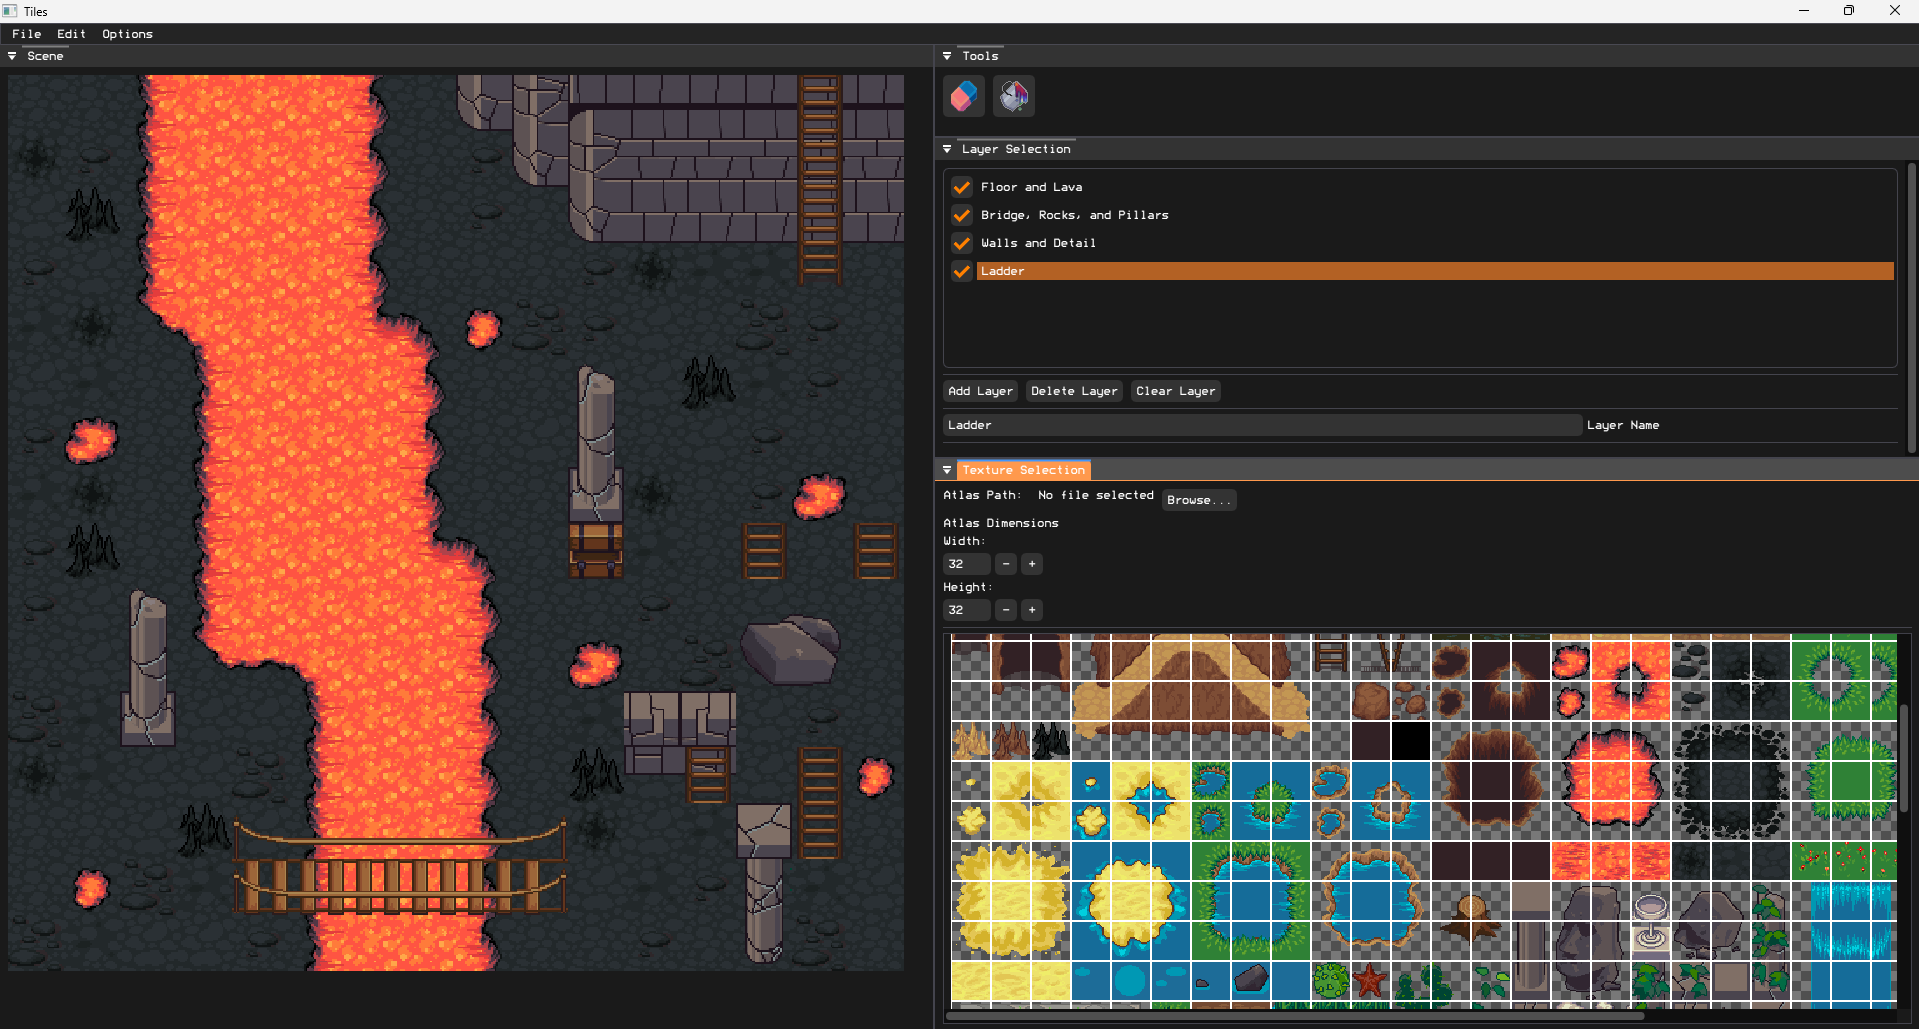 Tiles
File Edit Options
Scene
Tools
Layer Selection
Floor and Lava
Bridge, Rocks, and Pillars
Walls and Detail
Ladder
Add Layer Delete Layer Clear Layer
Ladder Layer Name
Texture Selection
Atlas Path: No file selected Browse...
Atlas Dimensions
Width:
32 - +
Height:
32 - +